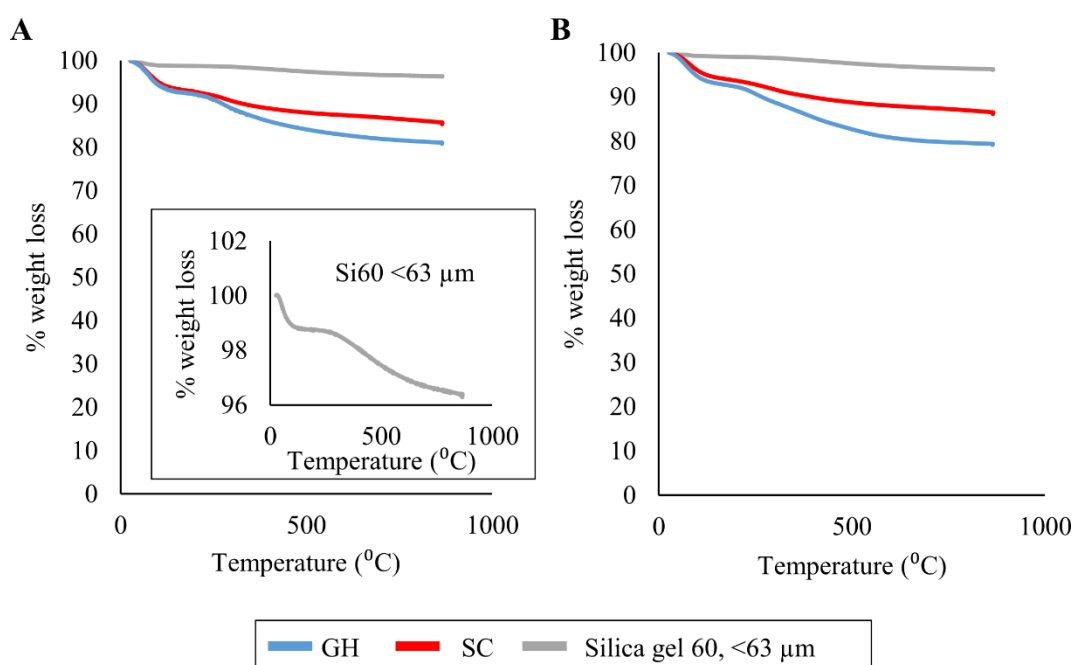 A
100
90
80
70
60
50
40
30
20
10
0
% weight loss
0 500 1000
Temperature (⁰C)
102
100
98
96
% weight loss
Si60 <63 µm
0 500 1000
Temperature (⁰C)
B
100
90
80
70
60
50
40
30
20
10
0
% weight loss
0 500 1000
Temperature (⁰C)
GH SC Silica gel 60, <63 µm